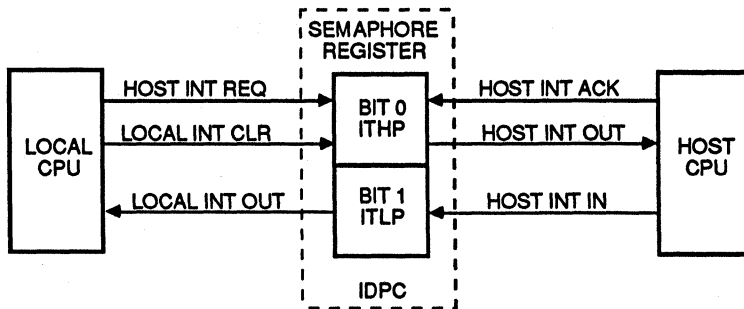 SEMAPHORE
REGISTER
HOST INT REQ
HOST INT ACK
BIT 0
ITHP
LOCAL INT CLR
HOST INT OUT
LOCAL
CPU
HOST
CPU
BIT 1
ITLP
LOCAL INT OUT
HOST INT IN
IDPC